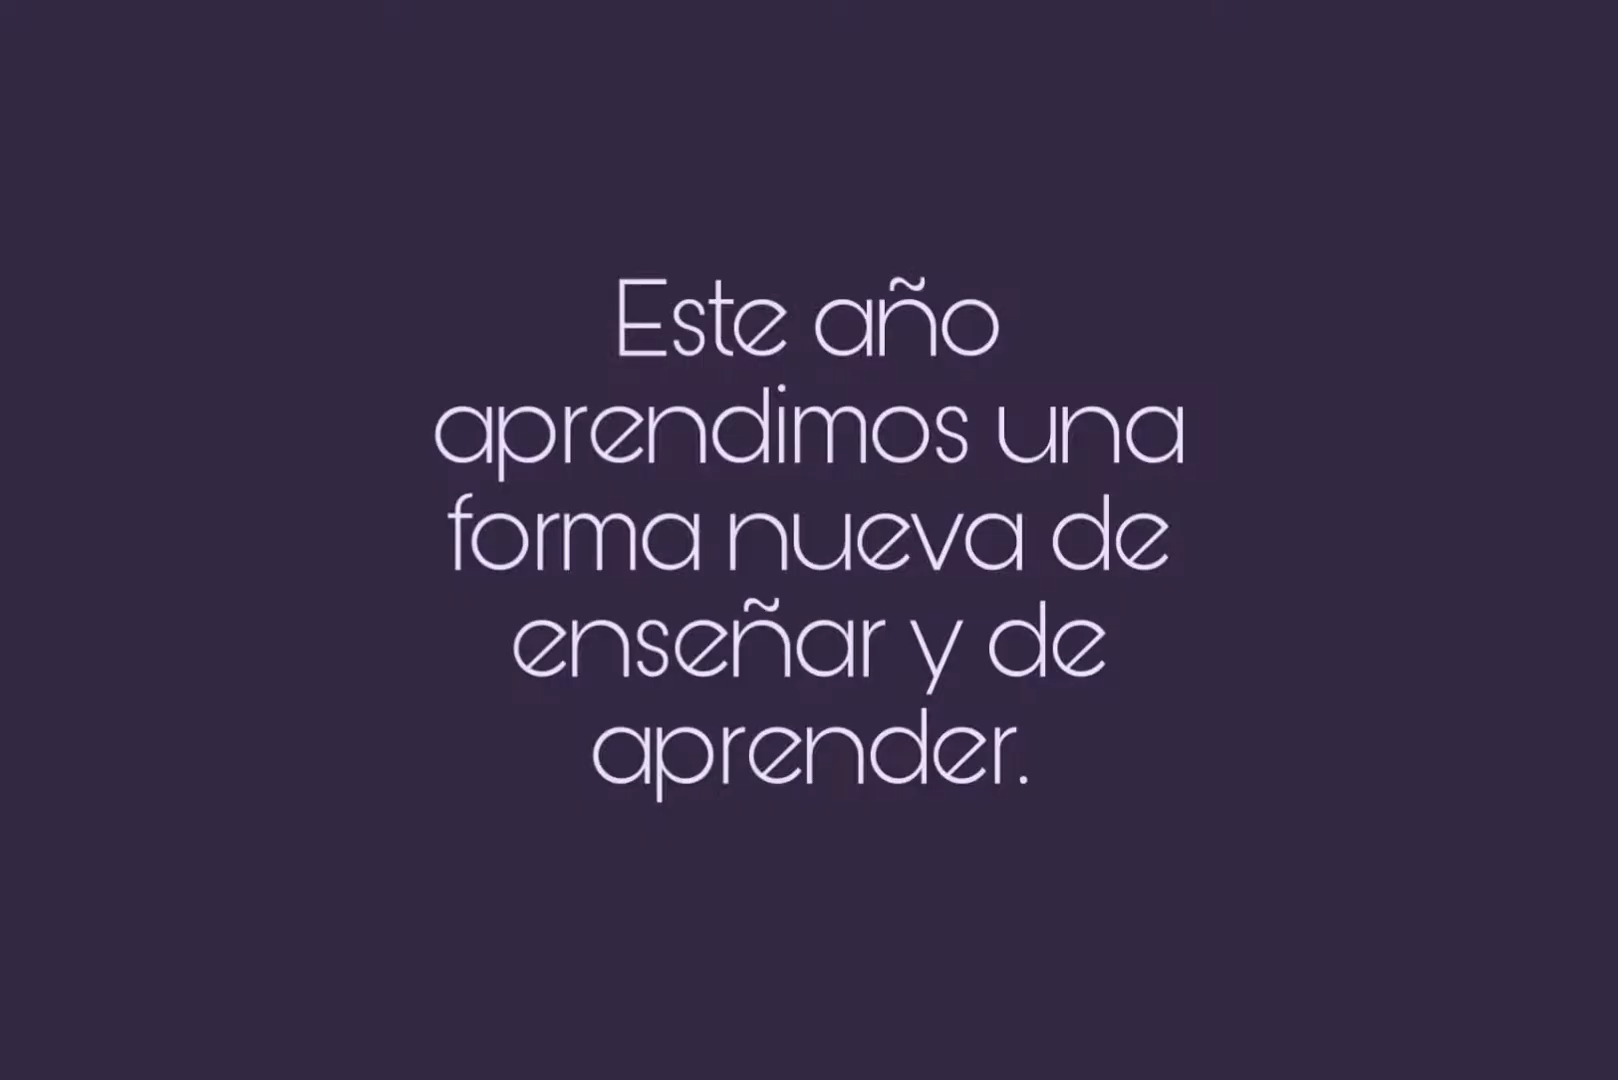 Este año
aprendimos una
forma nueva de
enseñar y de
aprender.